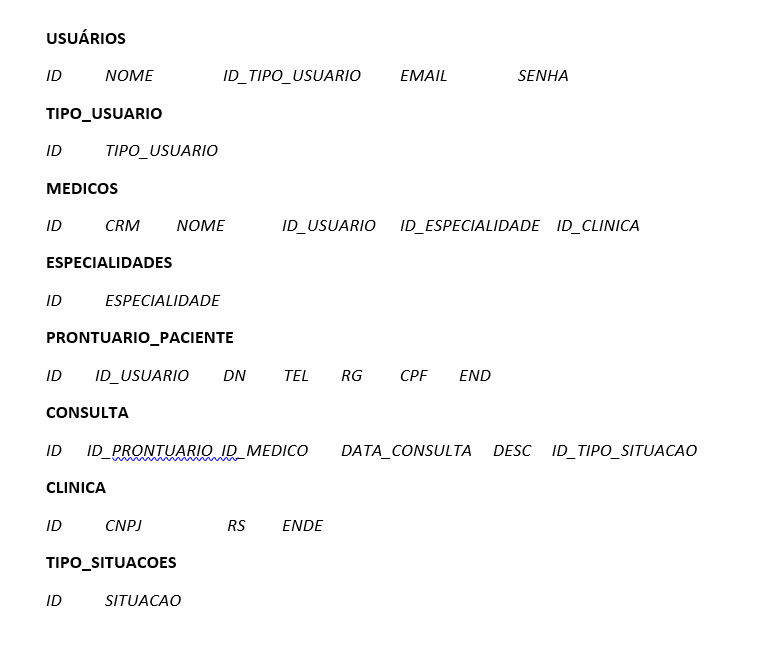 USUÁRIOS
ID NOME ID_TIPO_USUARIO EMAIL SENHA
TIPO_USUARIO
ID TIPO_USUARIO
MEDICOS
ID CRM NOME ID_USUARIO ID_ESPECIALIDADE ID_CLINICA
ESPECIALIDADES
ID ESPECIALIDADE
PRONTUARIO_PACIENTE
ID ID_USUARIO DN TEL RG CPF END
CONSULTA
ID ID_PRONTUARIO ID_MEDICO DATA_CONSULTA DESC ID_TIPO_SITUACAO
CLINICA
ID CNPJ RS ENDE
TIPO_SITUACOES
ID SITUACAO